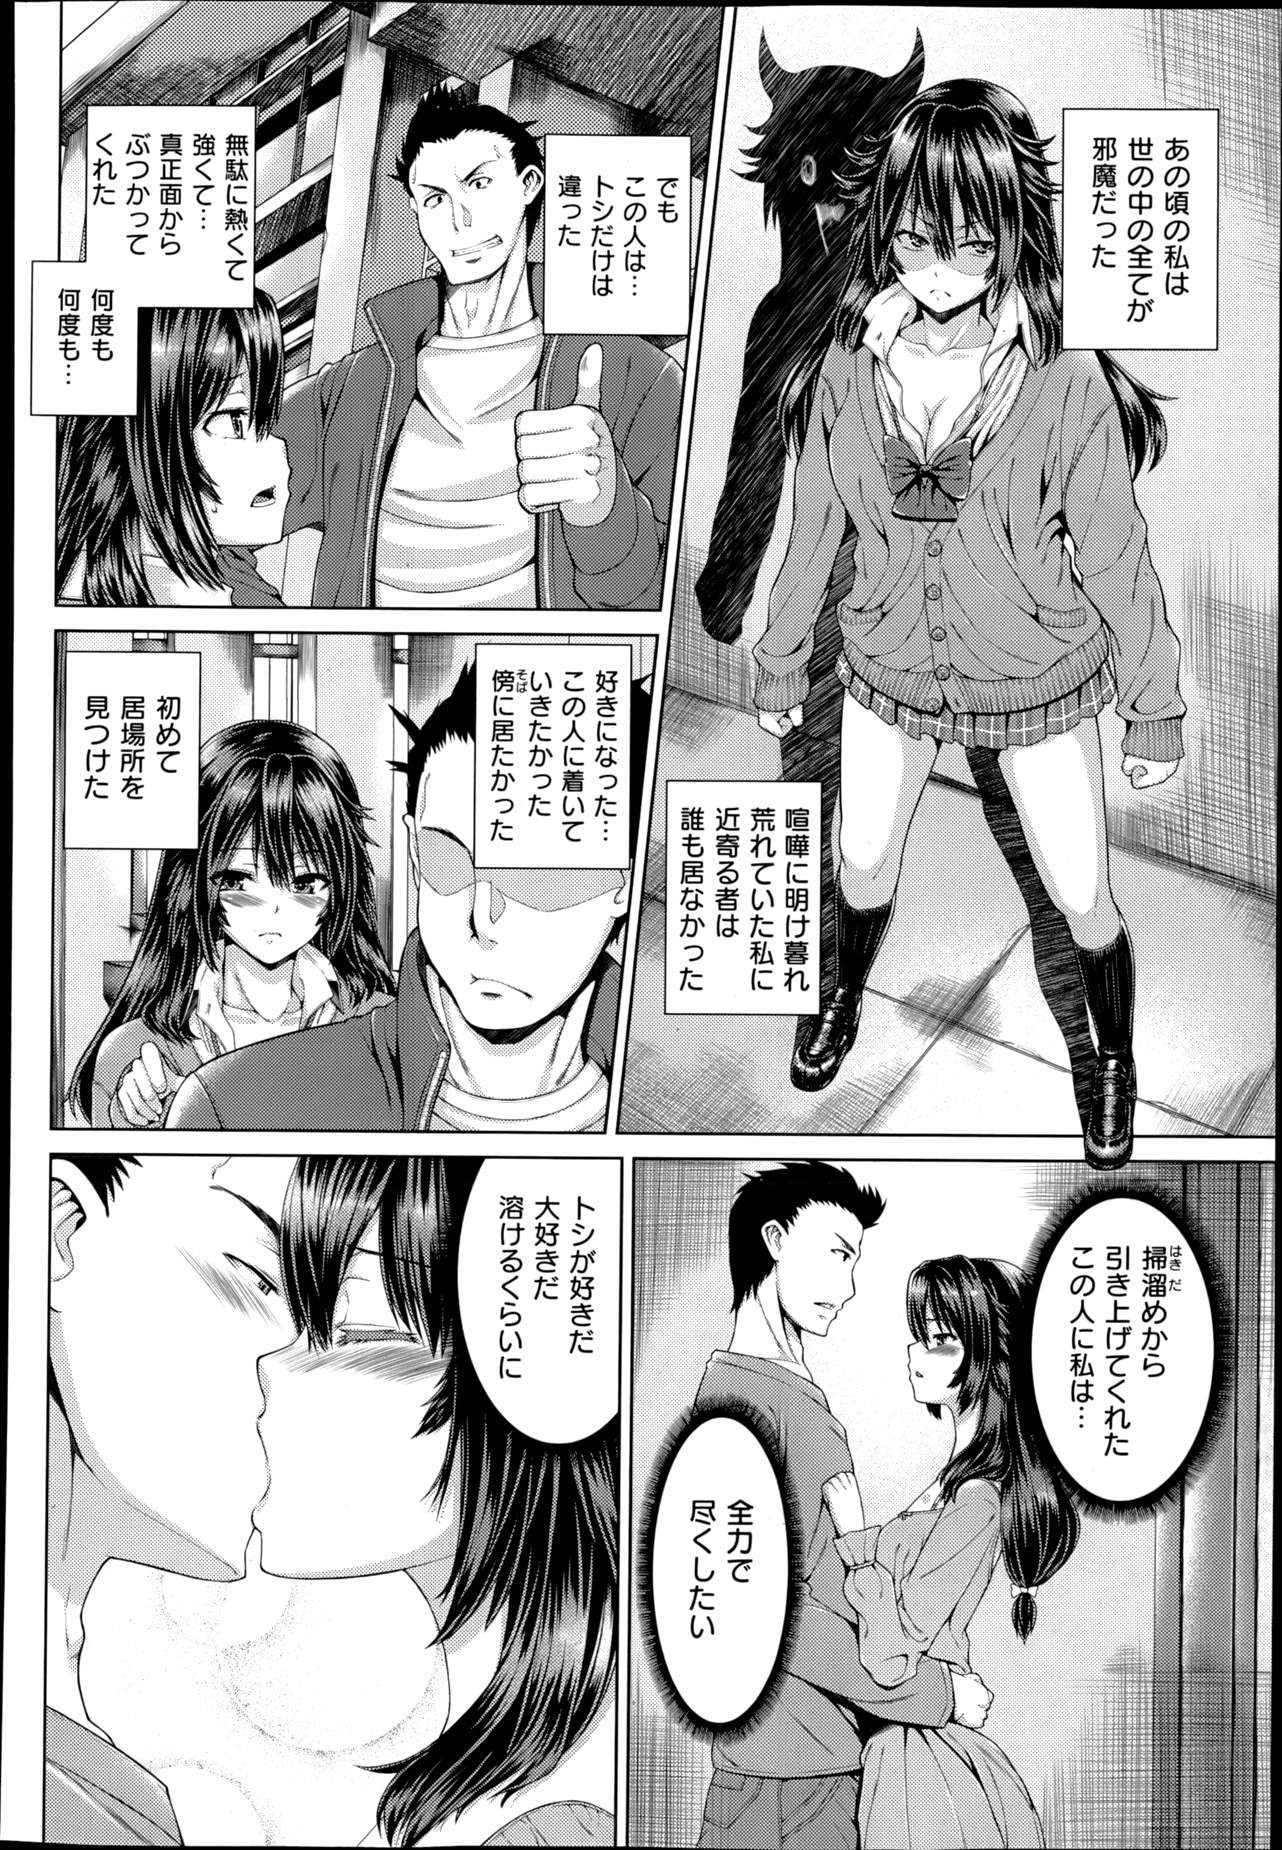 あの頃の私は
世の中の全てが
邪魔だった
喧嘩に明け暮れ
荒れていた私に
近寄る者は
誰も居なかった
でも
この人は…
トシだけは
違った
無駄に熱くて
強くて…
真正面から
ぶつかって
くれた
何度も
何度も…
好きになった…
この人に着いて
いきたかった
傍に居たかった
そば
初めて
居場所を
見つけた
掃溜めから
はきだ
引き上げてくれた
この人に私は…
全力で
尽くしたい
トシが好きだ
大好きだ
溶けるくらいに